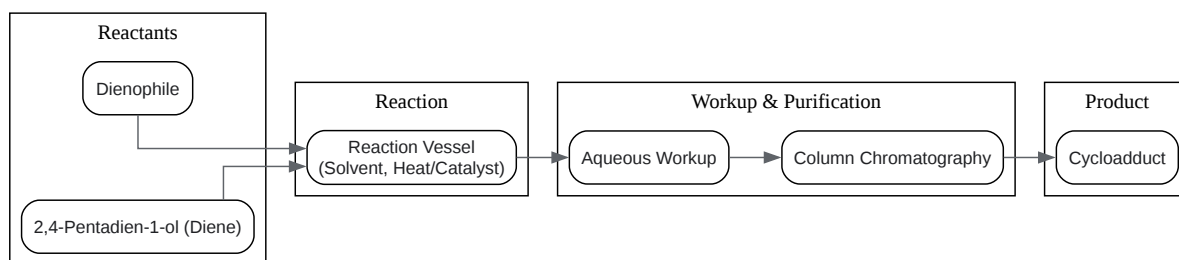 Reactants
Dienophile
2,4-Pentadien-1-ol (Diene)
Reaction
Reaction Vessel
(Solvent, Heat/Catalyst)
Workup & Purification
Aqueous Workup
Column Chromatography
Product
Cycloadduct